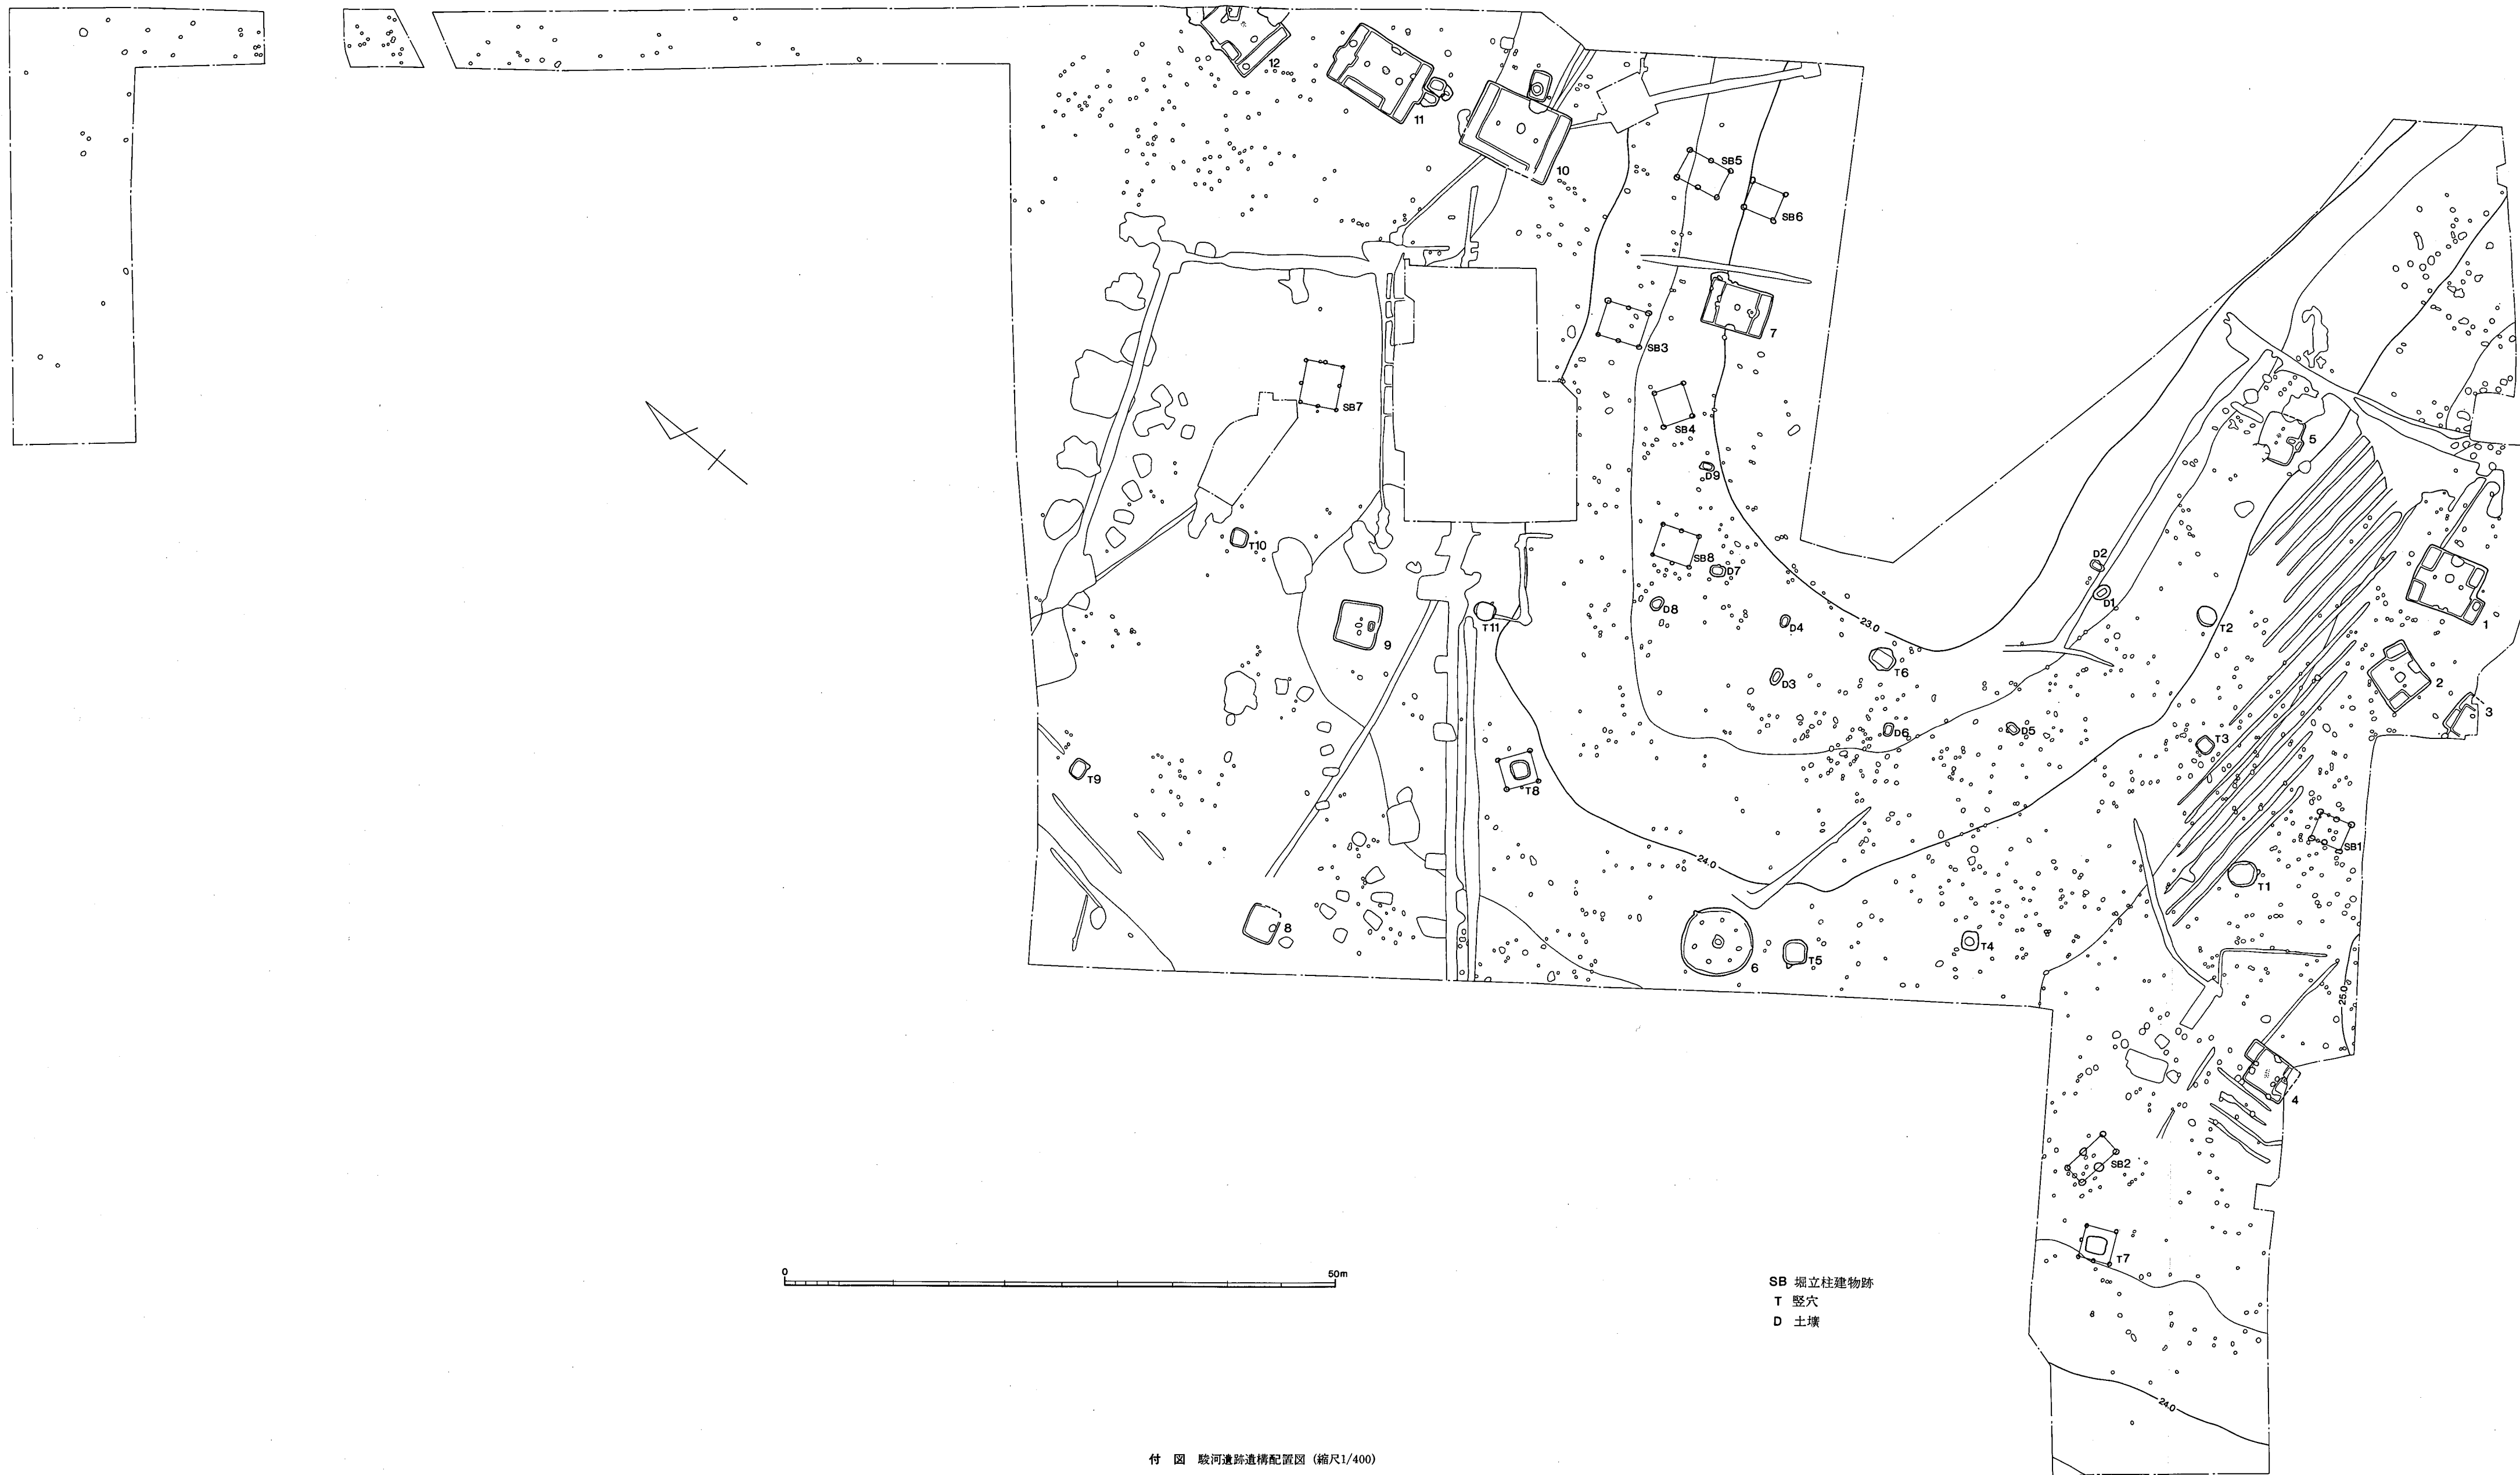 12
11
10
SB5
SB6
SB3
7
SB7
SB4
5
D9
T10
SB8
D7
D2
D8
D1
T11
D4
23.0
T2
1
9
T6
D3
2
3
D6
D5
T3
T9
T8
SB1
24.0
T1
8
T4
6
T5
25.0
4
SB2
T7
0
50m
SB 堀立柱建物跡
T 竪穴
D 土壙
24.0
付 図 駿河遺跡遺構配置図 (縮尺1/400)